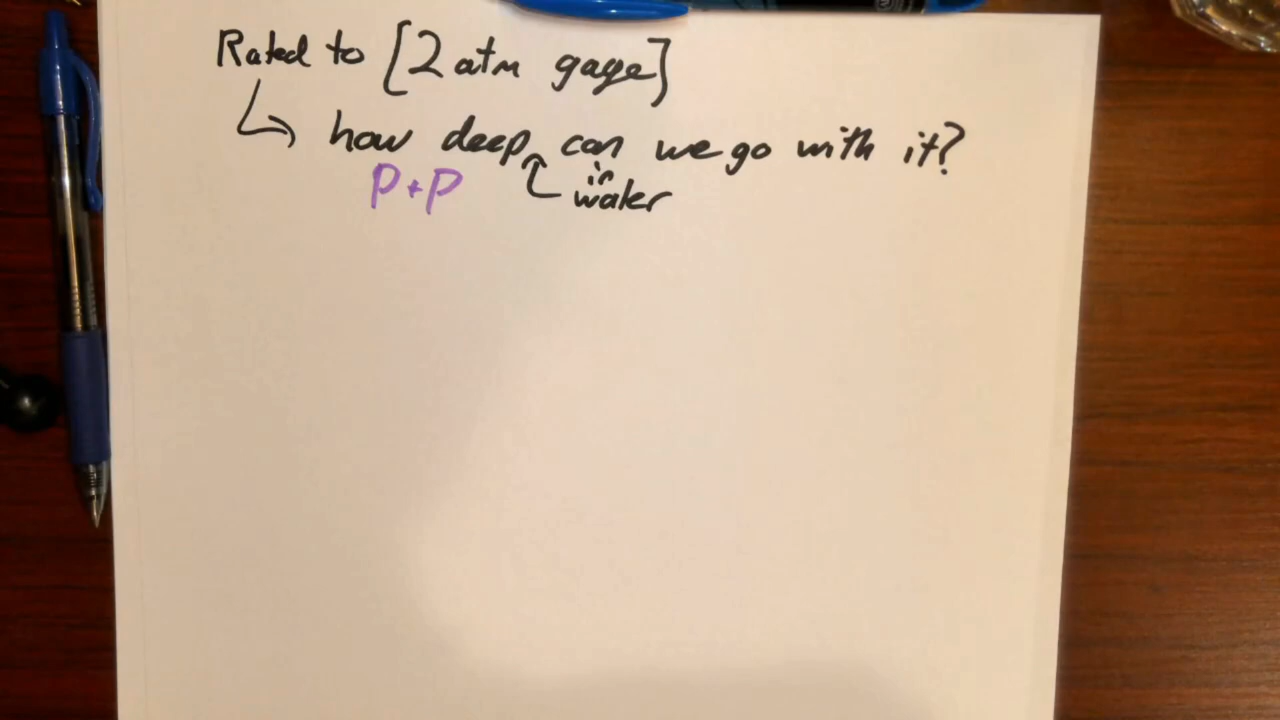 Rated to [2 atm gage]
↳ how deep can we go with it?
P+P in
water